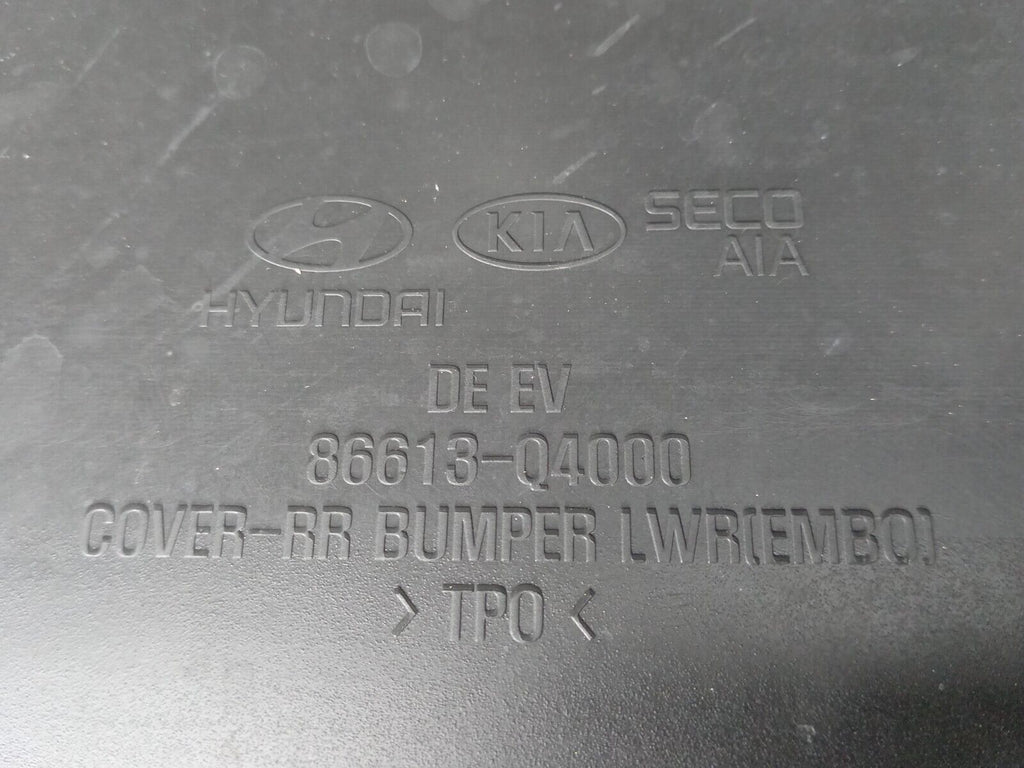 KIA SECO
AIA
HYUNDAI
DE EV
86613-Q4000
COVER-RR BUMPER LWR(EMBO)
> TPO <